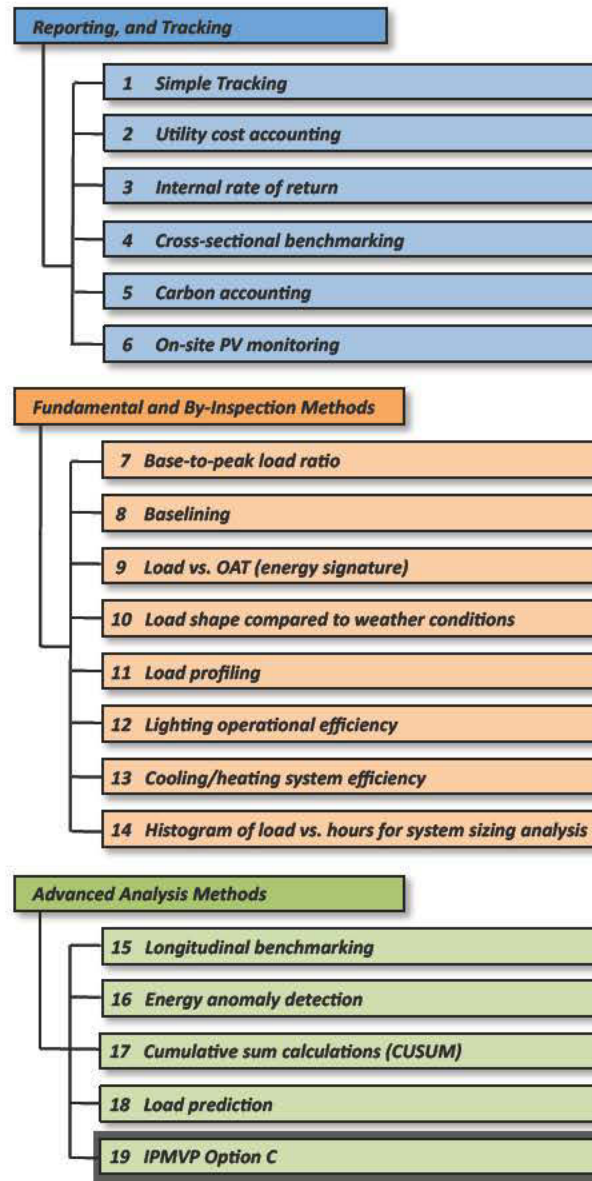 Reporting, and Tracking
1 Simple Tracking
2 Utility cost accounting
3 Internal rate of return
4 Cross-sectional benchmarking
5 Carbon accounting
6 On-site PV monitoring
Fundamental and By-Inspection Methods
7 Base-to-peak load ratio
8 Baselining
9 Load vs. OAT (energy signature)
10 Load shape compared to weather conditions
11 Load profiling
12 Lighting operational efficiency
13 Cooling/heating system efficiency
14 Histogram of load vs. hours for system sizing analysis
Advanced Analysis Methods
15 Longitudinal benchmarking
16 Energy anomaly detection
17 Cumulative sum calculations (CUSUM)
18 Load prediction
19 IPMVP Option C